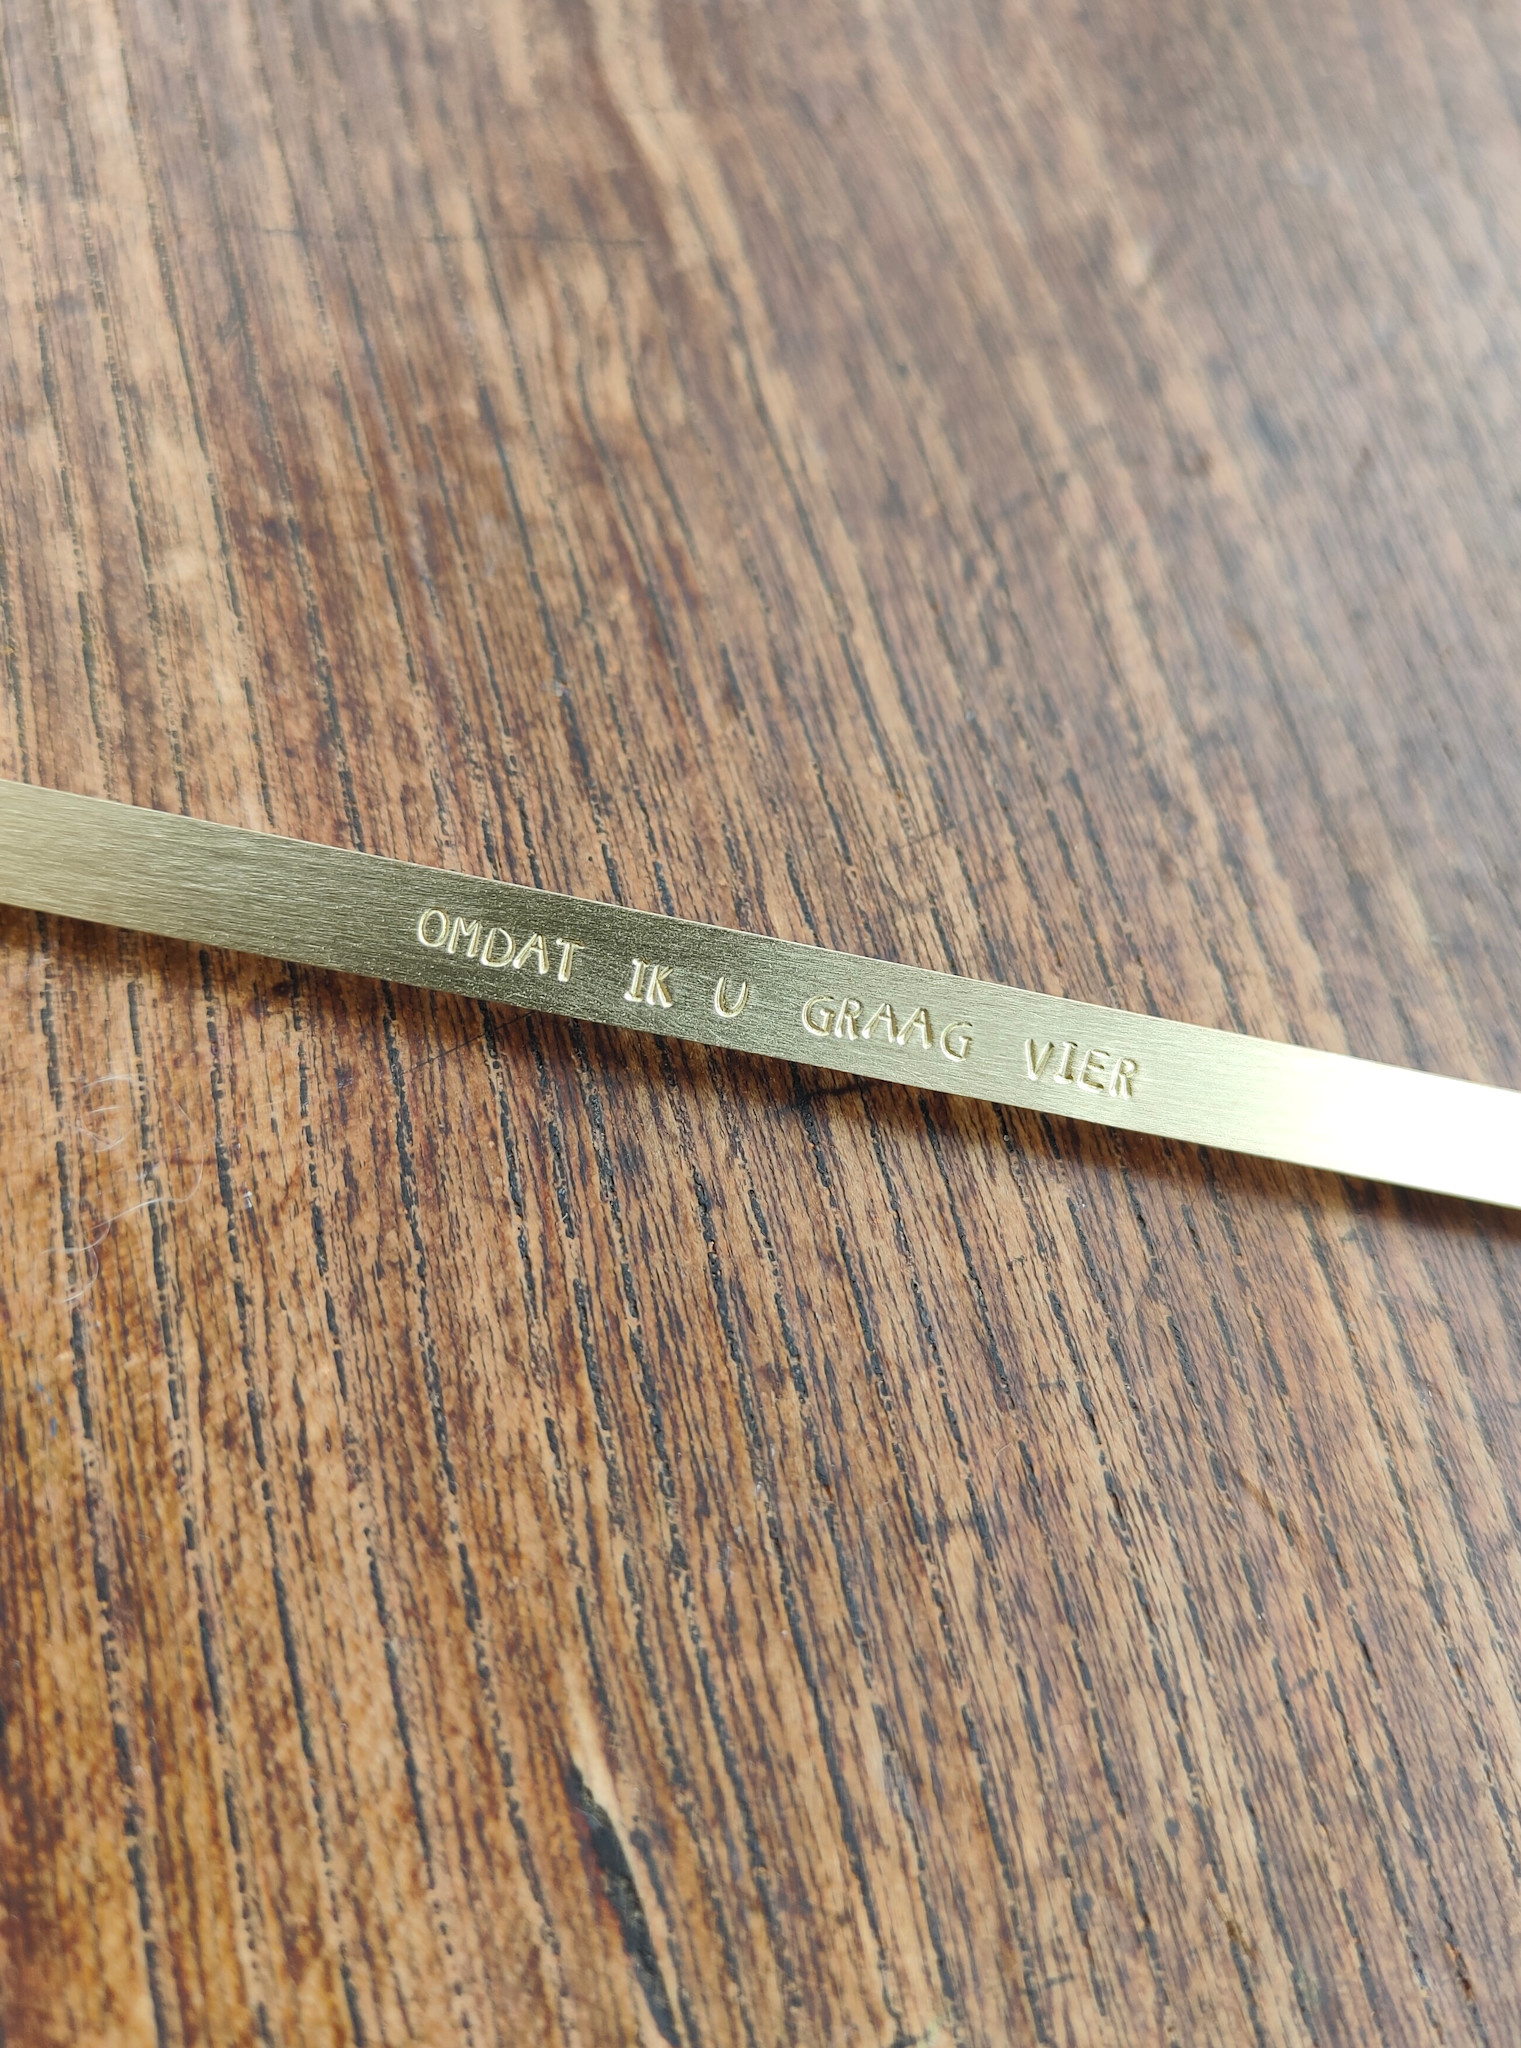 OMDAT IK U GRAAG VIER